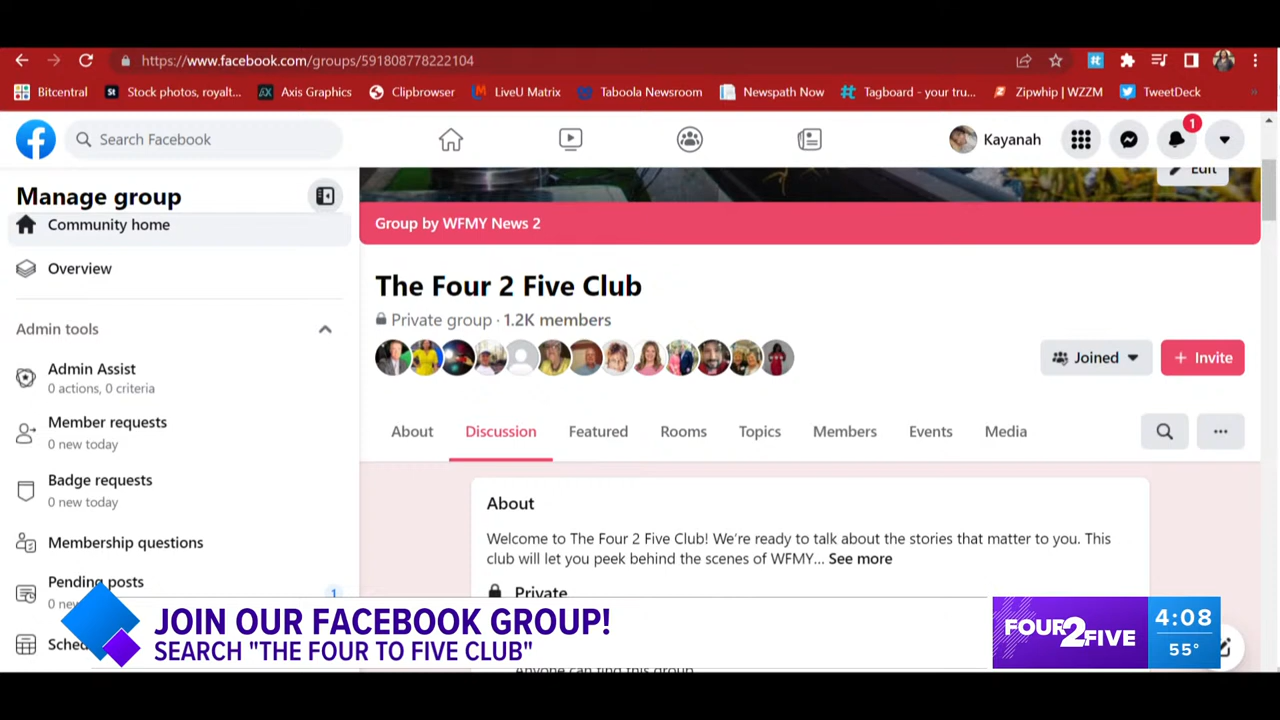 https://www.facebook.com/groups/591808778222104
Bitcentral
Stock photos, royalt...
Axis Graphics
Clipbrowser
LiveU Matrix
Taboola Newsroom
Newspath Now
Tagboard - your tru...
Zipwhip | WZZM
TweetDeck
Search Facebook
Kayanah
1
Manage group
Community home
Overview
Admin tools
Admin Assist
0 actions, 0 criteria
Member requests
0 new today
Badge requests
0 new today
Membership questions
Pending posts
1
Edit
Group by WFMY News 2
The Four 2 Five Club
Private group · 1.2K members
Joined
+ Invite
About
Discussion
Featured
Rooms
Topics
Members
Events
Media
About
Welcome to The Four 2 Five Club! We're ready to talk about the stories that matter to you. This
club will let you peek behind the scenes of WFMY... See more
Private
Anyone can find this group
JOIN OUR FACEBOOK GROUP!
SEARCH "THE FOUR TO FIVE CLUB"
FOUR2FIVE
4:08
55°